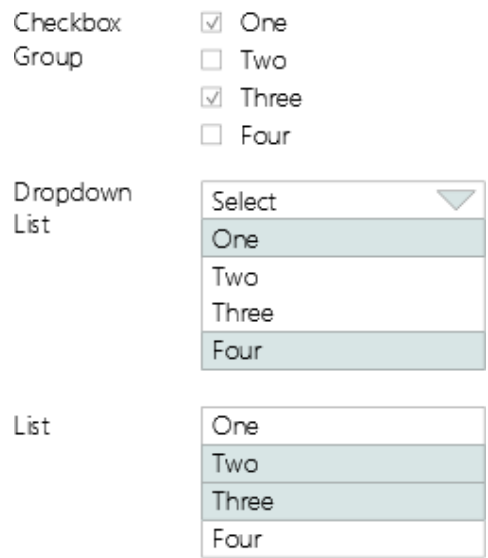 Checkbox
Group
One
Two
Three
Four
Dropdown
List
Select
One
Two
Three
Four
List
One
Two
Three
Four